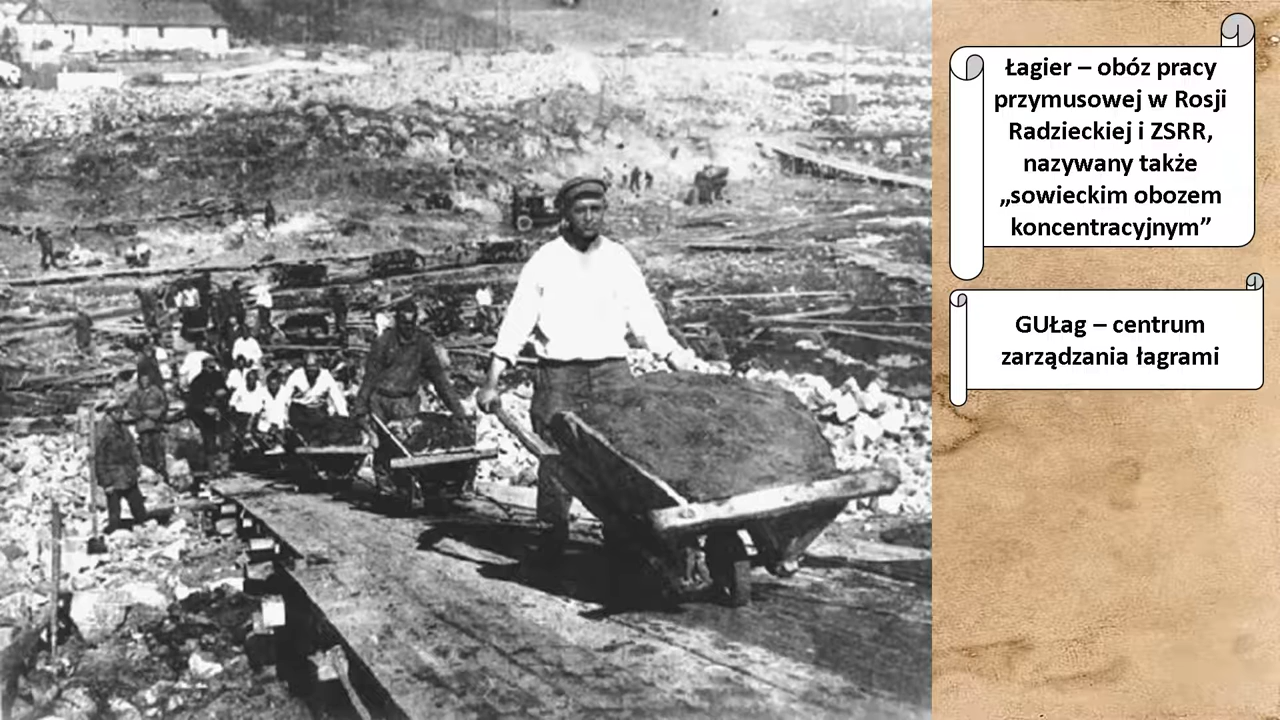 Łagier – obóz pracy
przymusowej w Rosji
Radzieckiej i ZSRR,
nazywany także
„sowieckim obozem
koncentracyjnym”
GUŁag – centrum
zarządzania łagrami